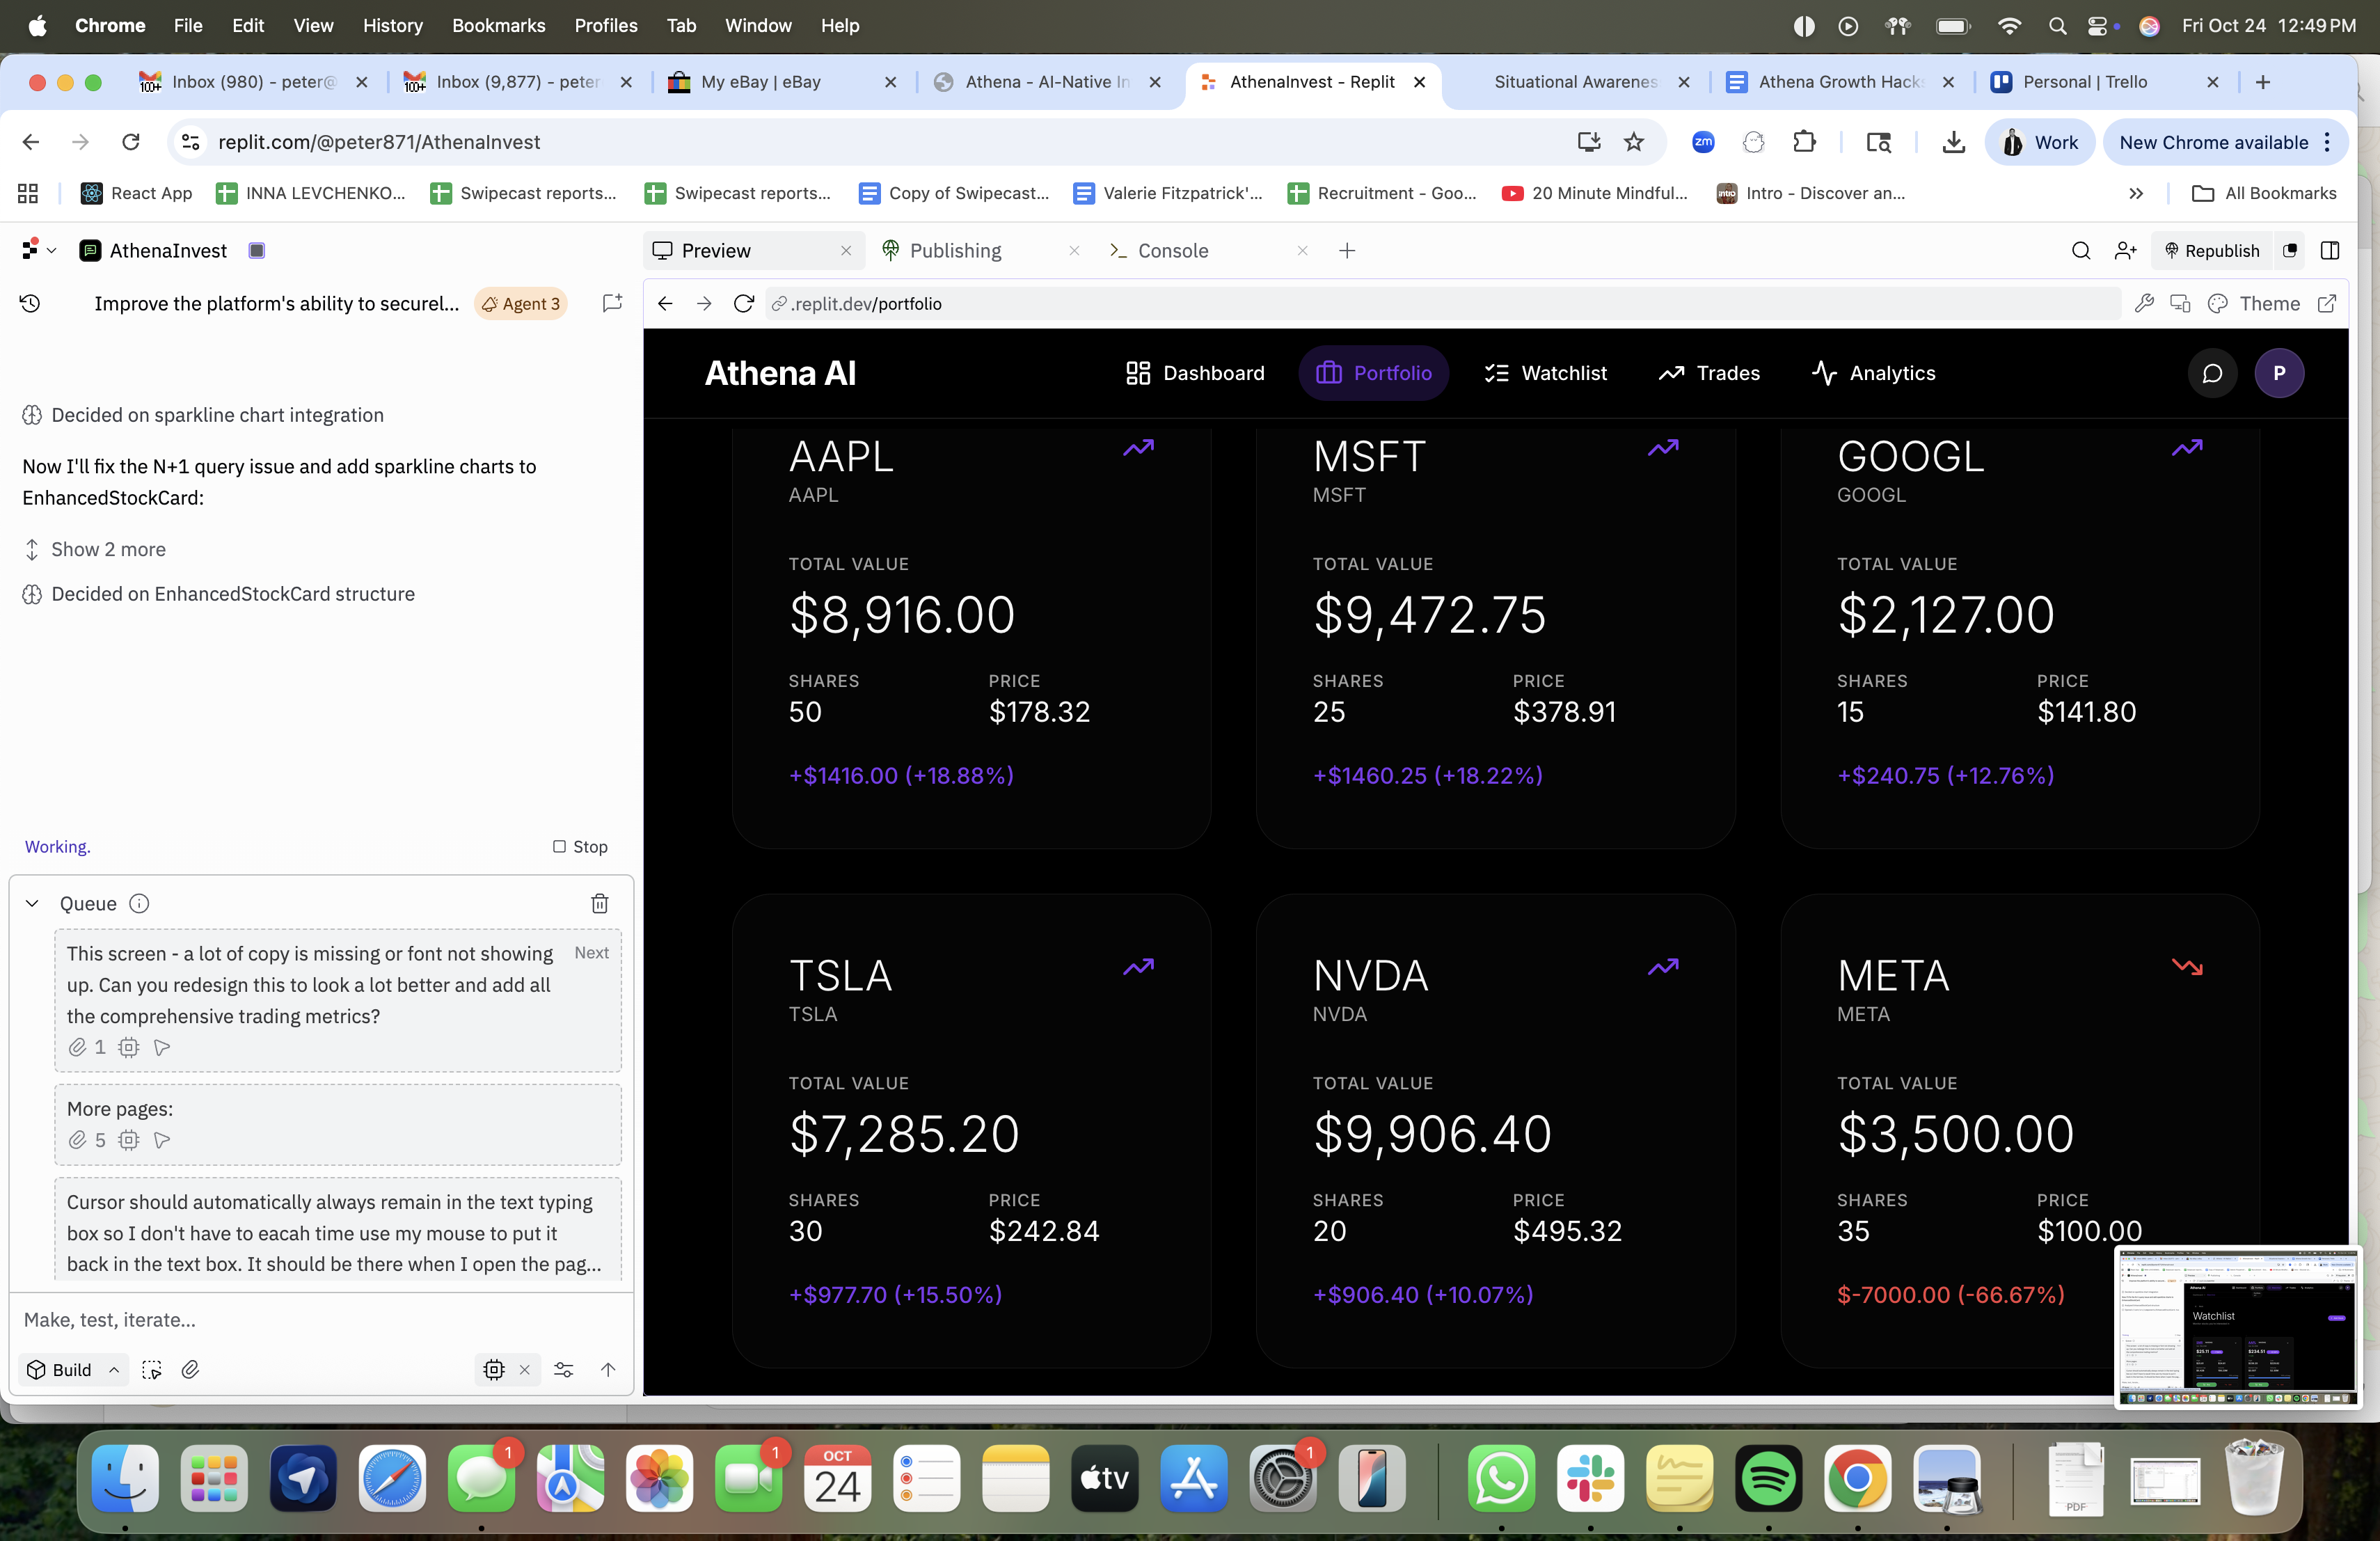 Chrome File Edit View History Bookmarks Profiles Tab Window Help Fri Oct 24 12:49 PM
Inbox (980) - peter@ Inbox (9,877) - peter My eBay | eBay Athena - AI-Native In AthenaInvest - Replit Situational Awarenes Athena Growth Hacks Personal | Trello
replit.com/@peter871/AthenaInvest zm Work New Chrome available
React App INNA LEVCHENKO... Swipecast reports... Swipecast reports... Copy of Swipecast... Valerie Fitzpatrick'... Recruitment - Goo... 20 Minute Mindful... intro Intro - Discover an... All Bookmarks
AthenaInvest Preview Publishing Console Republish
Improve the platform's ability to securel... Agent 3
.replit.dev/portfolio Theme
Decided on sparkline chart integration
Now I'll fix the N+1 query issue and add sparkline charts to
EnhancedStockCard:
Show 2 more
Decided on EnhancedStockCard structure
Working. Stop
Queue
This screen - a lot of copy is missing or font not showing Next
up. Can you redesign this to look a lot better and add all
the comprehensive trading metrics?
1
More pages:
5
Cursor should automatically always remain in the text typing
box so I don't have to eacah time use my mouse to put it
back in the text box. It should be there when I open the pag...
Make, test, iterate...
Build
Athena AI Dashboard Portfolio Watchlist Trades Analytics P
AAPL
AAPL
TOTAL VALUE
$8,916.00
SHARES PRICE
50 $178.32
+$1416.00 (+18.88%)
MSFT
MSFT
TOTAL VALUE
$9,472.75
SHARES PRICE
25 $378.91
+$1460.25 (+18.22%)
GOOGL
GOOGL
TOTAL VALUE
$2,127.00
SHARES PRICE
15 $141.80
+$240.75 (+12.76%)
TSLA
TSLA
TOTAL VALUE
$7,285.20
SHARES PRICE
30 $242.84
+$977.70 (+15.50%)
NVDA
NVDA
TOTAL VALUE
$9,906.40
SHARES PRICE
20 $495.32
+$906.40 (+10.07%)
META
META
TOTAL VALUE
$3,500.00
SHARES PRICE
35 $100.00
$-7000.00 (-66.67%)
Watchlist
1 1 OCT 24 tv 1 PDF